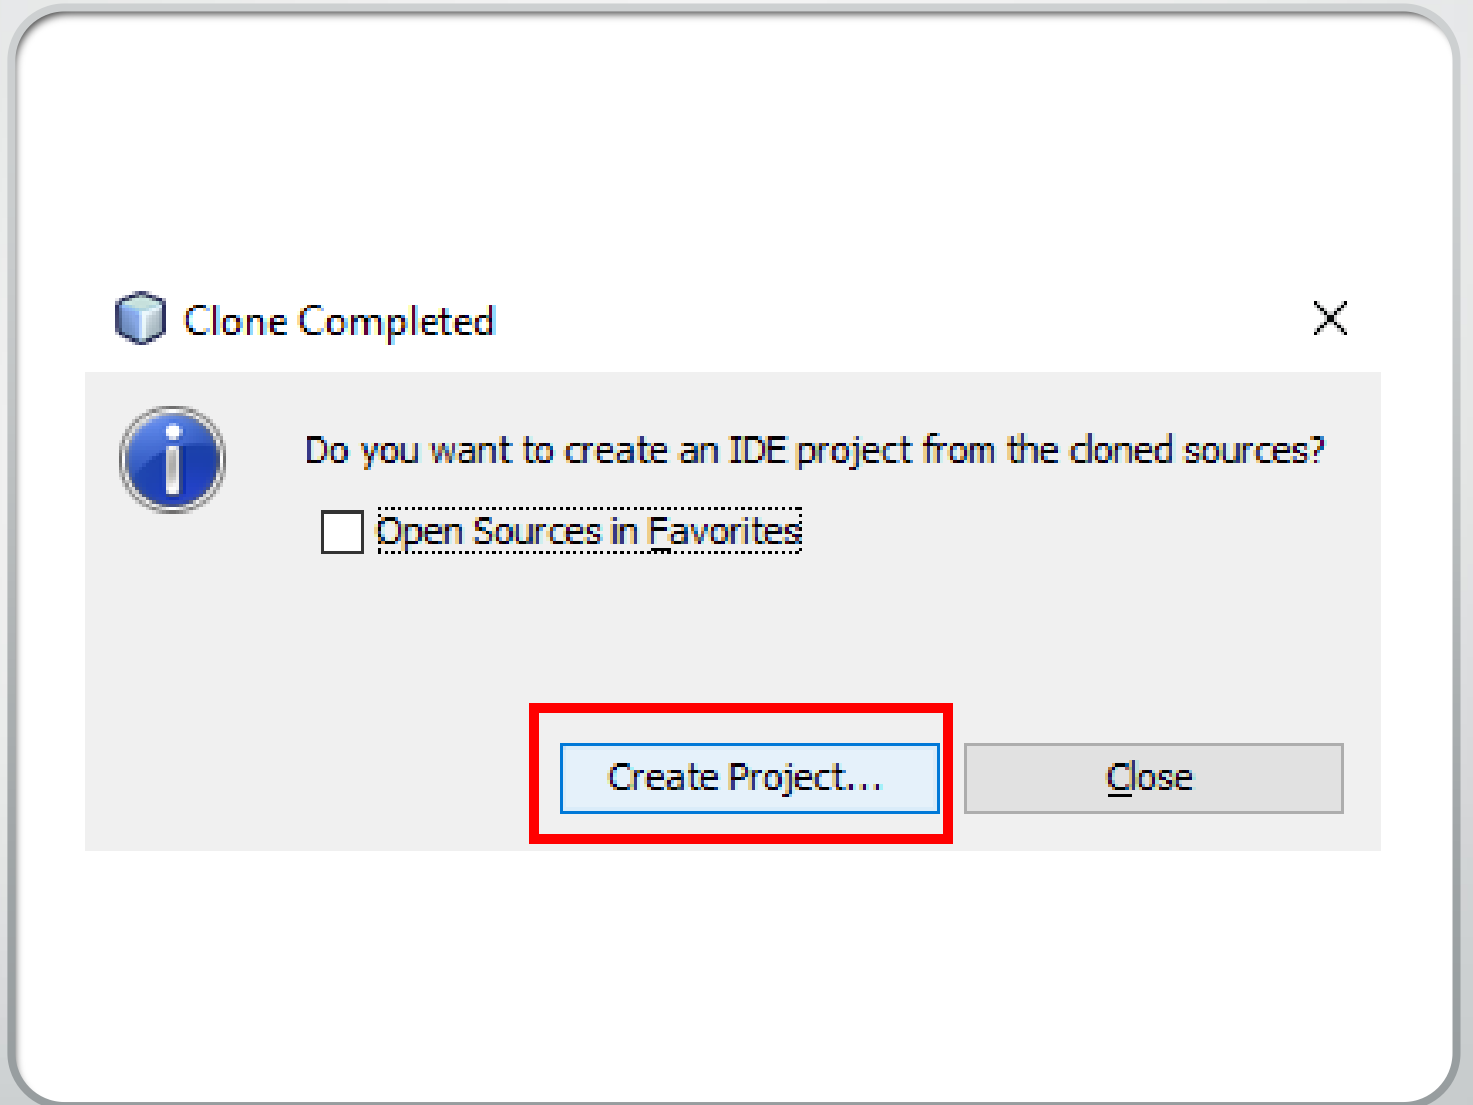 Clone Completed
Do you want to create an IDE project from the cloned sources?
Open Sources in Favorites
Create Project...
Close